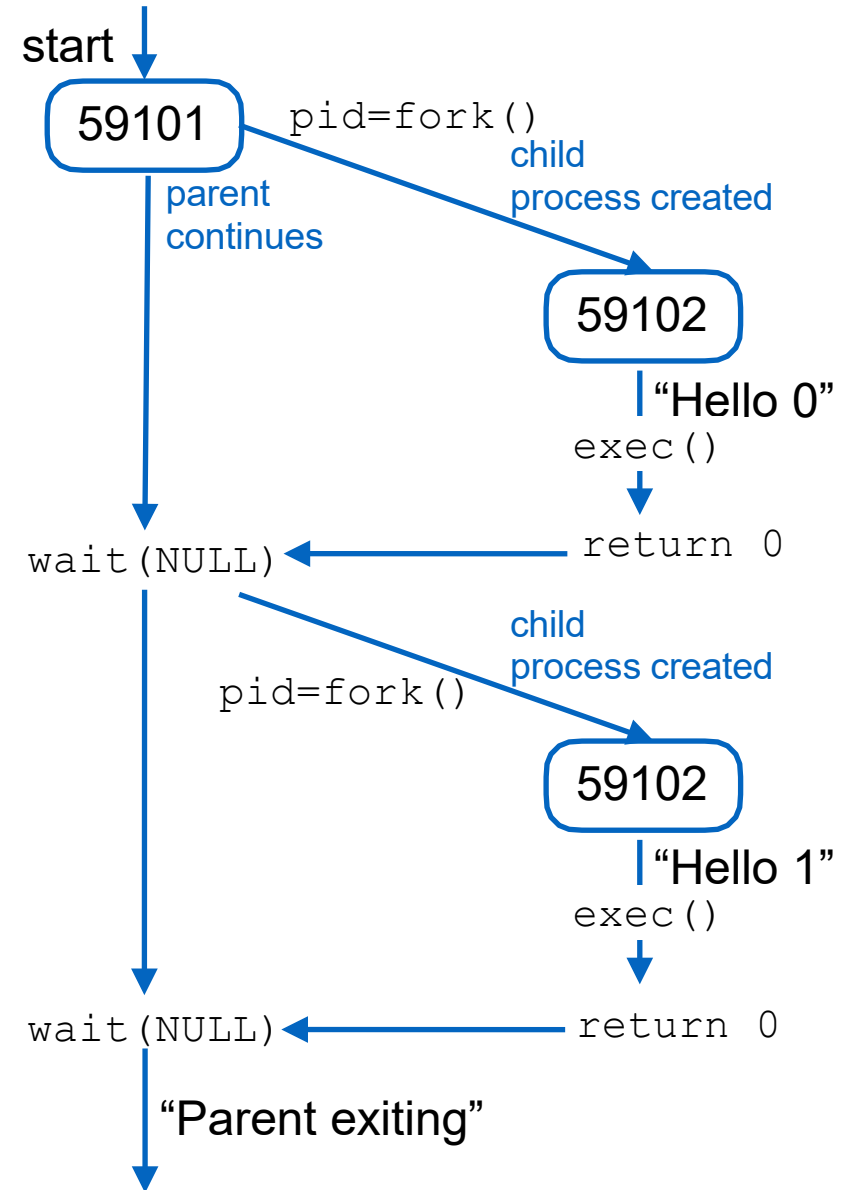 start
59101
pid=fork()
child
process created
parent
continues
59102
“Hello 0”
exec()
return 0
wait(NULL)
child
process created
pid=fork()
59102
“Hello 1”
exec()
return 0
wait(NULL)
“Parent exiting”